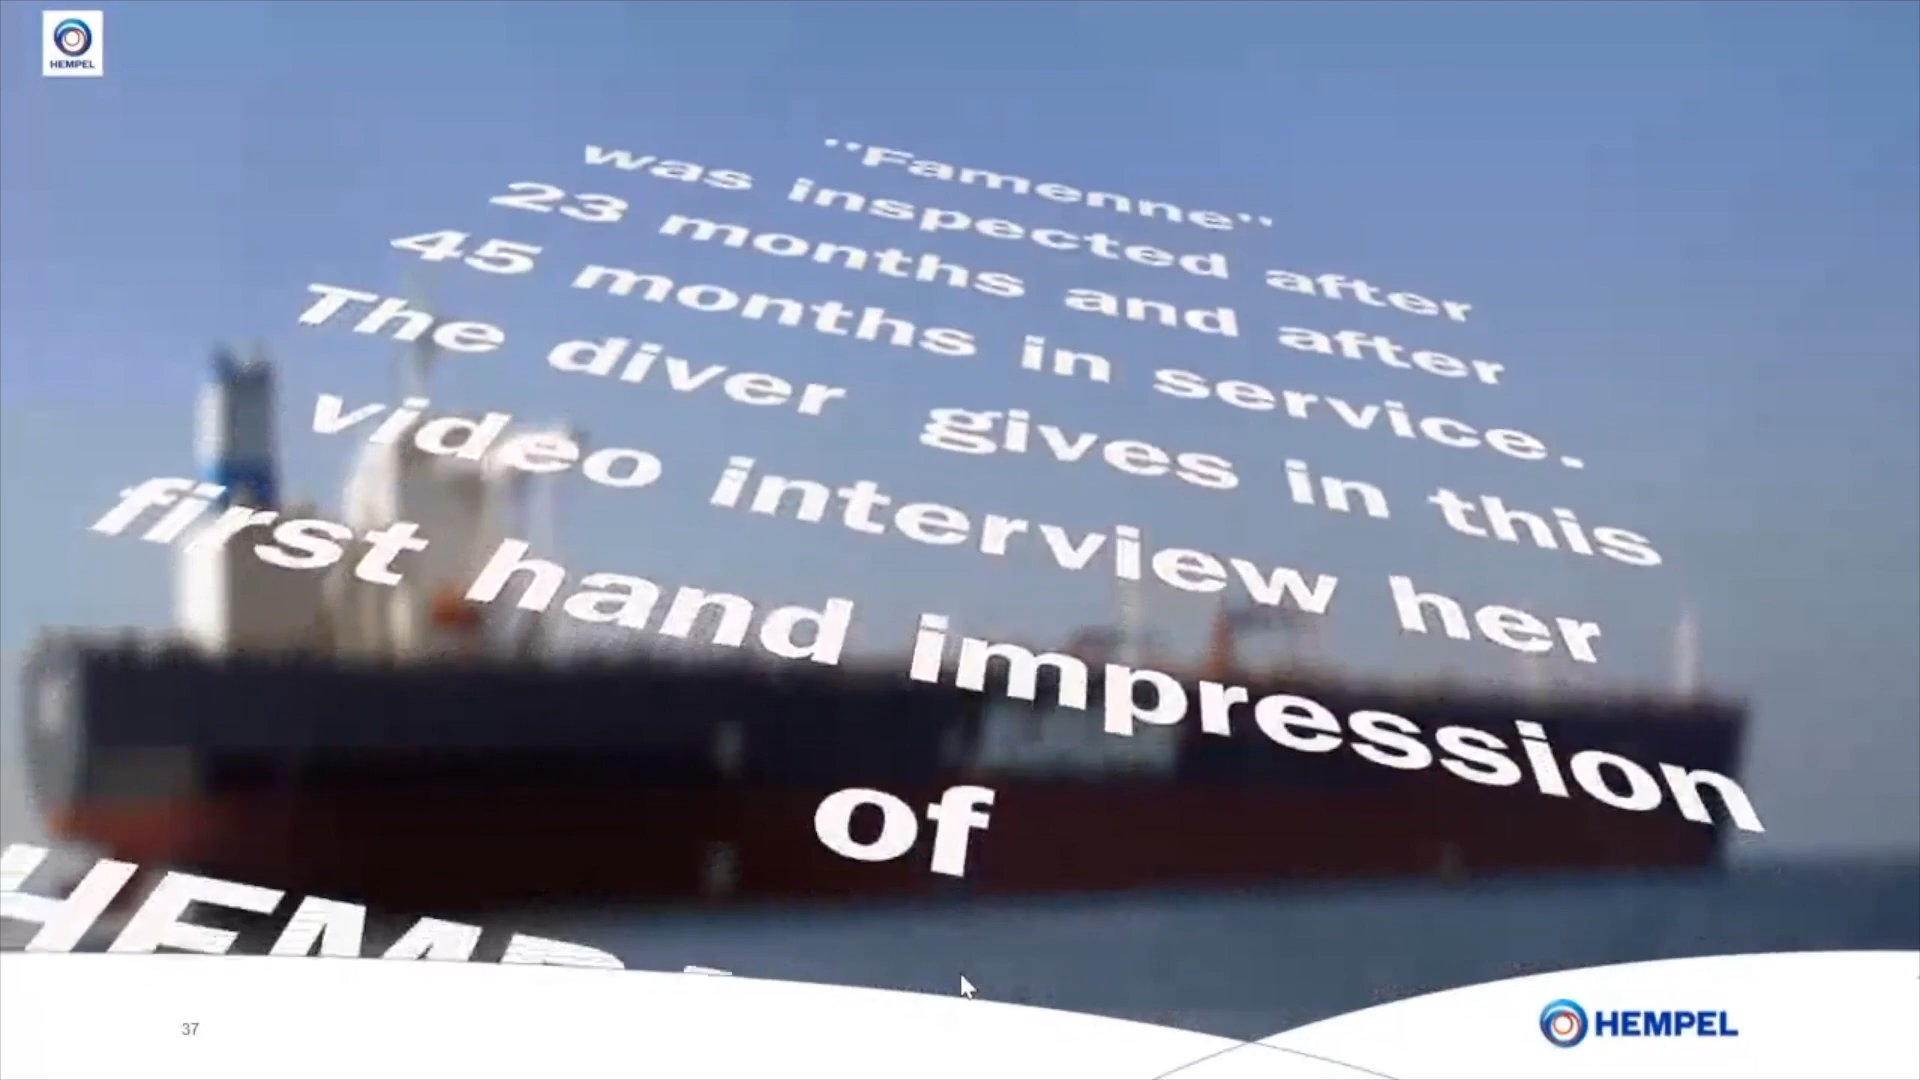 HEMPEL
"Famenne"
was inspected after
23 months and after
45 months in service.
The diver gives in this
video interview her
first hand impression
of
37
HEMPEL